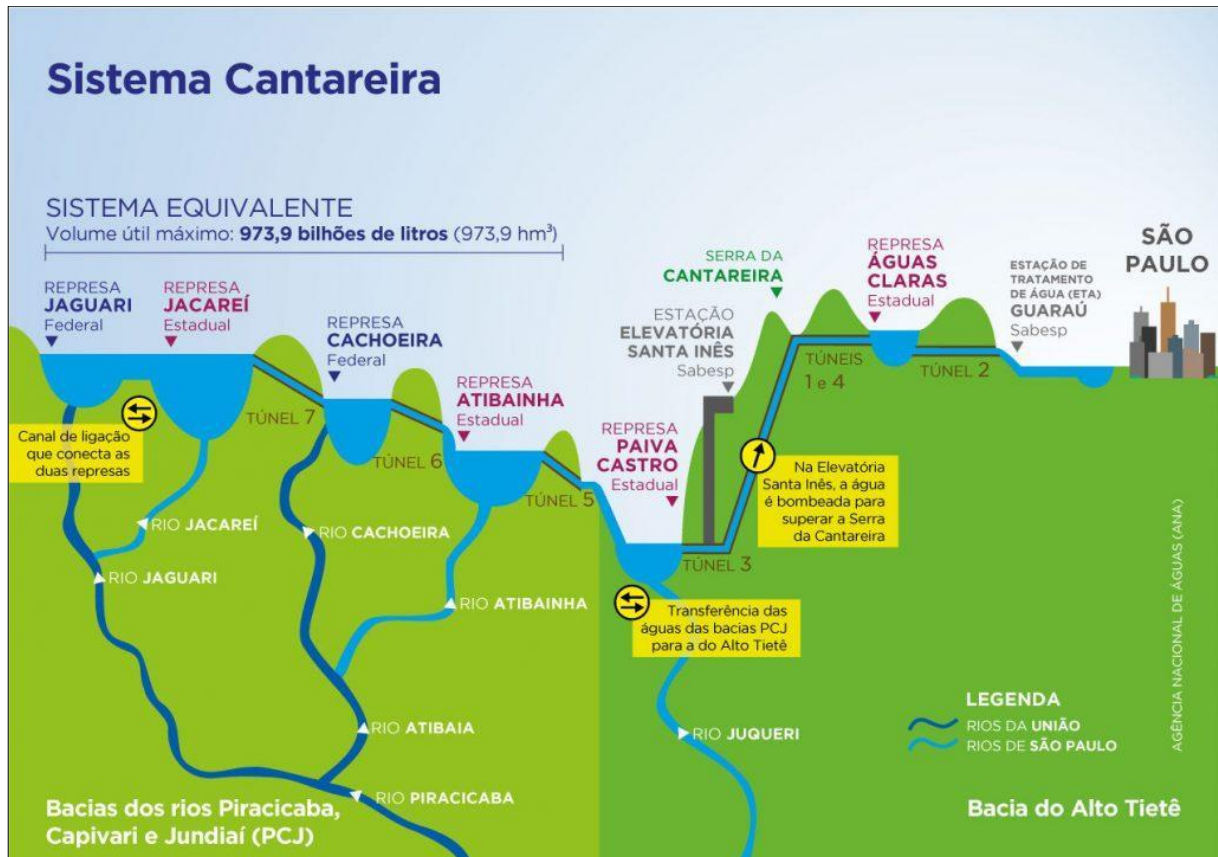 Sistema Cantareira
SISTEMA EQUIVALENTE
Volume útil máximo: 973,9 bilhões de litros (973,9 hm³)
REPRESA
JAGUARI
Federal
REPRESA
JACAREÍ
Estadual
REPRESA
CACHOEIRA
Federal
REPRESA
ATIBAINHA
Estadual
REPRESA
PAIVA
CASTRO
Estadual
ESTAÇÃO
ELEVATÓRIA
SANTA INÊS
Sabesp
SERRA DA
CANTAREIRA
REPRESA
ÁGUAS
CLARAS
Estadual
ESTAÇÃO DE
TRATAMENTO
DE ÁGUA (ETA)
GUARAÚ
Sabesp
SÃO
PAULO
TÚNEL 7
TÚNEL 6
TÚNEL 5
TÚNEL 3
TÚNEIS
1 e 4
TÚNEL 2
Canal de ligação
que conecta as
duas represas
Na Elevatória
Santa Inês, a água
é bombeada para
superar a Serra
da Cantareira
Transferência das
águas das bacias PCJ
para a do Alto Tietê
RIO JACAREÍ
RIO JAGUARI
RIO CACHOEIRA
RIO ATIBAINHA
RIO ATIBAIA
RIO PIRACICABA
RIO JUQUERI
LEGENDA
RIOS DA UNIÃO
RIOS DE SÃO PAULO
AGÊNCIA NACIONAL DE ÁGUAS (ANA)
Bacias dos rios Piracicaba,
Capivari e Jundiaí (PCJ)
Bacia do Alto Tietê